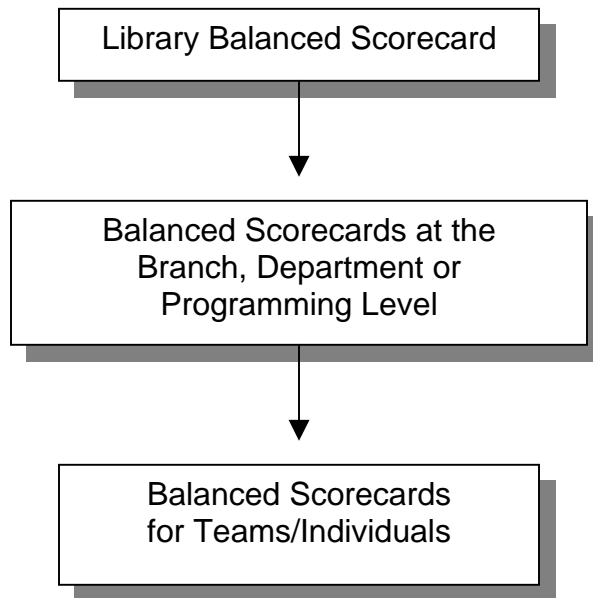 Library Balanced Scorecard
Balanced Scorecards at the
Branch, Department or
Programming Level
Balanced Scorecards
for Teams/Individuals